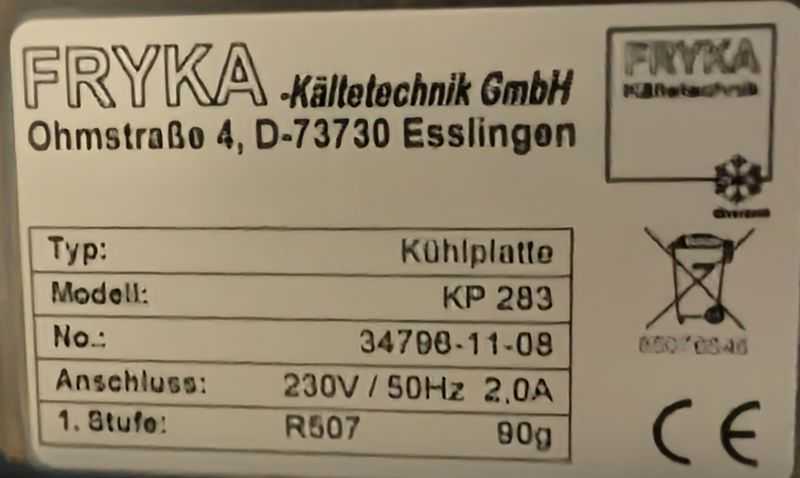 FRYKA -Kältetechnik GmbH
Ohmstraße 4, D-73730 Esslingen
FRYKA
Kältetechnik
Typ: Kühlplatte
Modell: KP 283
No.: 34798-11-08
Anschluss: 230V / 50Hz 2,0A
1. Stufe: R507 90g
CE